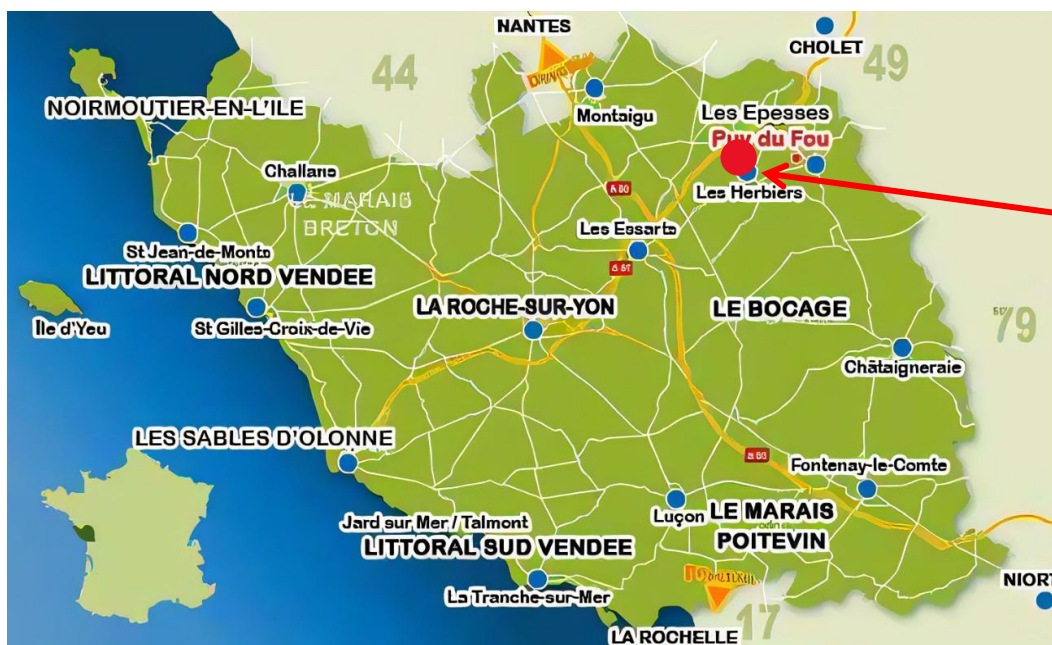 NANTES
CHOLET
44
49
NOIRMOUTIER-EN-L'ILE
Montaigu
Les Epesses
Puy du Fou
Challans
LE MARAIS
BRETON
Les Herbiers
St Jean-de-Monts
Les Essarts
LITTORAL NORD VENDEE
Ile d'Yeu
St Gilles-Croix-de-Vie
LA ROCHE-SUR-YON
LE BOCAGE
79
Châtaigneraie
LES SABLES D'OLONNE
Fontenay-le-Comte
Luçon
LE MARAIS
POITEVIN
Jard sur Mer / Talmont
LITTORAL SUD VENDEE
La Tranche-sur-Mer
NIORT
17
LA ROCHELLE